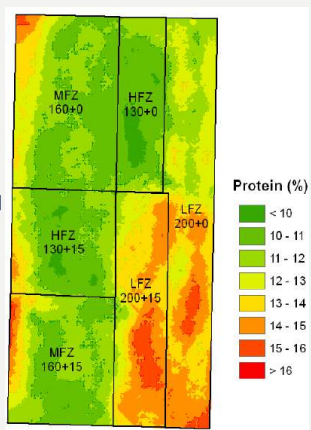 MFZ
160+0
HFZ
130+0
Protein (%)
< 10
10 - 11
11 - 12
12 - 13
13 - 14
14 - 15
15 - 16
> 16
LFZ
200+0
HFZ
130+15
LFZ
200+15
MFZ
160+15